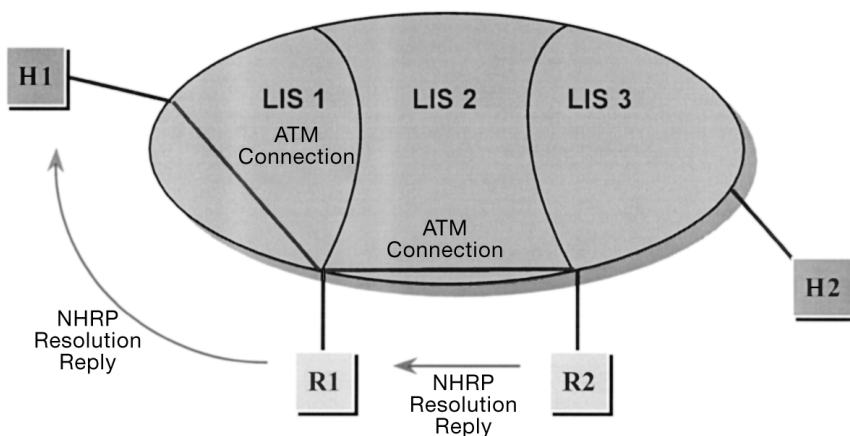 H1
LIS 1
LIS 2
LIS 3
ATM
Connection
ATM
Connection
H2
NHRP
Resolution
Reply
R1
R2
NHRP
Resolution
Reply